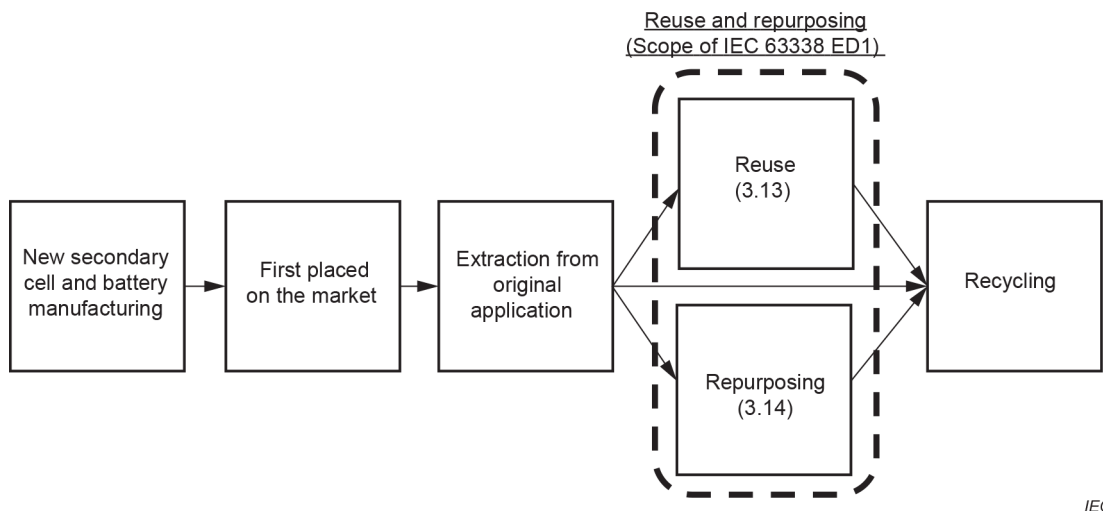 Reuse and repurposing
(Scope of IEC 63338 ED1)
New secondary
cell and battery
manufacturing
First placed
on the market
Extraction from
original
application
Reuse
(3.13)
Repurposing
(3.14)
Recycling
IEC